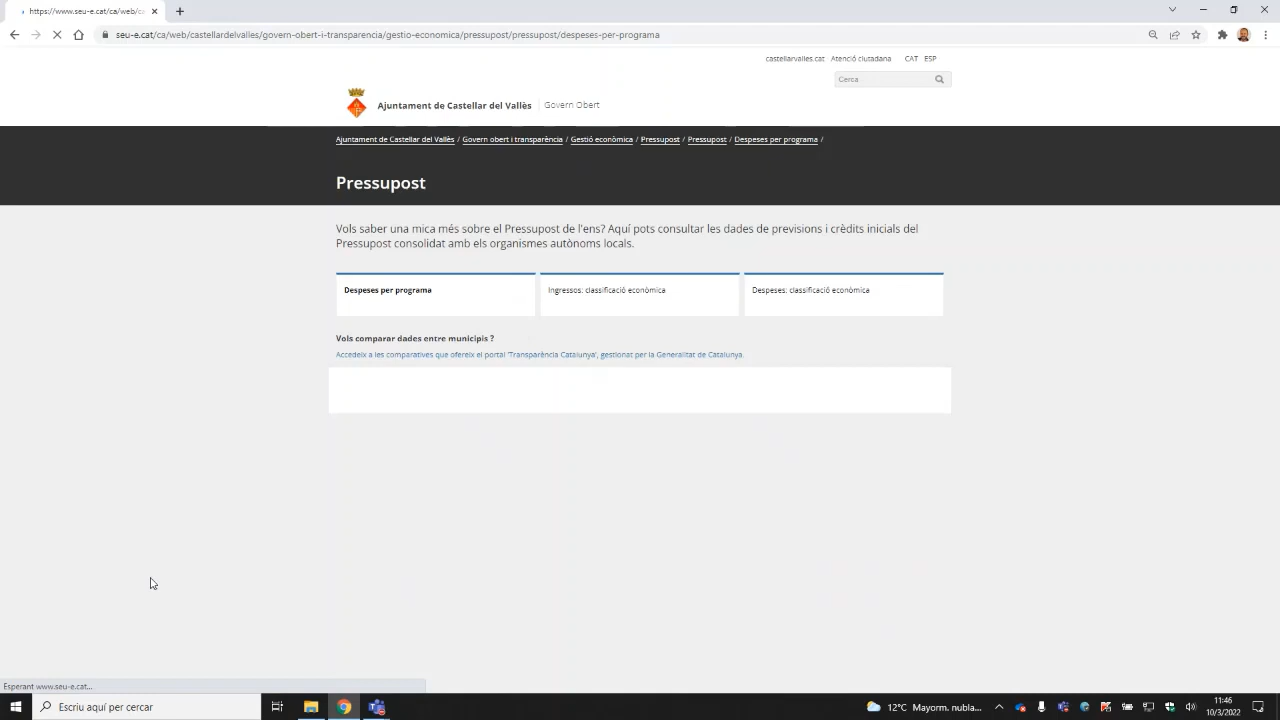 https://www.seu-e.cat/ca/web/ca
seu-e.cat/ca/web/castellardelvalles/govern-obert-i-transparencia/gestio-economica/pressupost/pressupost/despeses-per-programa
castellarvalles.cat Atenció ciutadana CAT ESP
Cerca
Ajuntament de Castellar del Vallès Govern Obert
Ajuntament de Castellar del Vallès / Govern obert i transparència / Gestió econòmica / Pressupost / Pressupost / Despeses per programa /
Pressupost
Vols saber una mica més sobre el Pressupost de l'ens? Aquí pots consultar les dades de previsions i crèdits inicials del
Pressupost consolidat amb els organismes autònoms locals.
Despeses per programa Ingressos: classificació econòmica Despeses: classificació econòmica
Vols comparar dades entre municipis ?
Accedeix a les comparatives que ofereix el portal 'Transparència Catalunya', gestionat per la Generalitat de Catalunya.
Esperant www.seu-e.cat...
Escriu aquí per cercar
12°C Mayorm. nubla...
11:46
10/3/2022